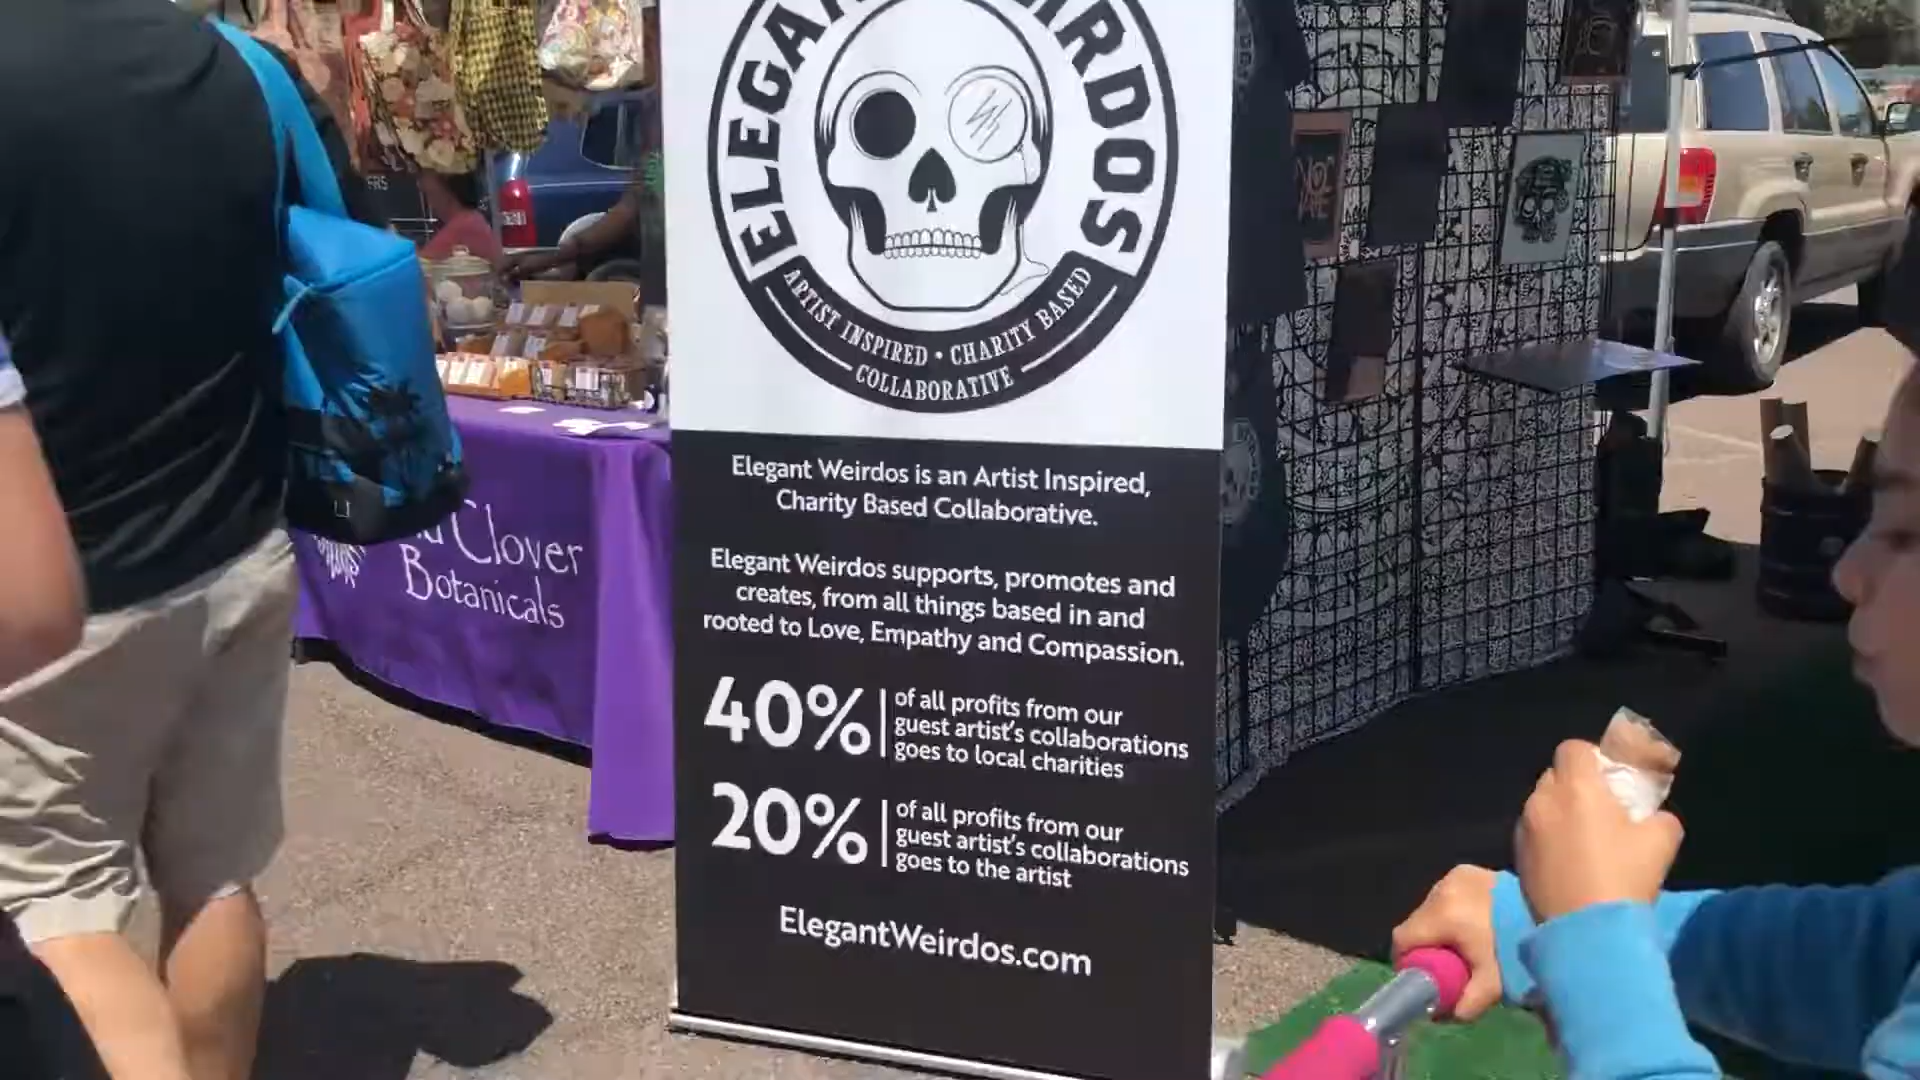 WEIRDOS
ARTIST INSPIRED • CHARITY BASED
COLLABORATIVE
Elegant Weirdos is an Artist Inspired,
Charity Based Collaborative.
Elegant Weirdos supports, promotes and
creates, from all things based in and
rooted to Love, Empathy and Compassion.
40% of all profits from our
guest artist's collaborations
goes to local charities
20% of all profits from our
guest artist's collaborations
goes to the artist
ElegantWeirdos.com
Clover
Botanicals